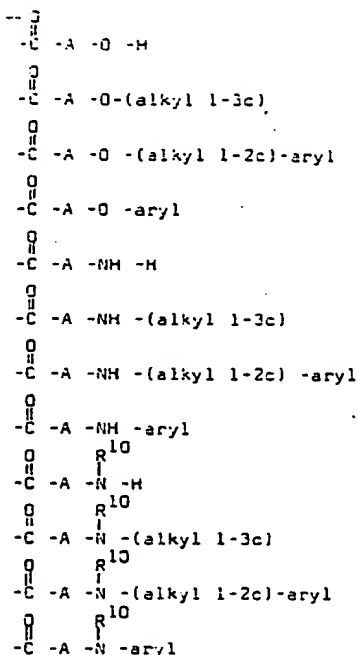 --
O
"
-C -A -O -H
O
"
-C -A -O-(alkyl 1-3c)
O
"
-C -A -O -(alkyl 1-2c)-aryl
O
"
-C -A -O -aryl
O
"
-C -A -NH -H
O
"
-C -A -NH -(alkyl 1-3c)
O
"
-C -A -NH -(alkyl 1-2c) -aryl
O
"
-C -A -NH -aryl
O R10
" |
-C -A -N -H
O R10
" |
-C -A -N -(alkyl 1-3c)
O R10
" |
-C -A -N -(alkyl 1-2c)-aryl
O R10
" |
-C -A -N -aryl